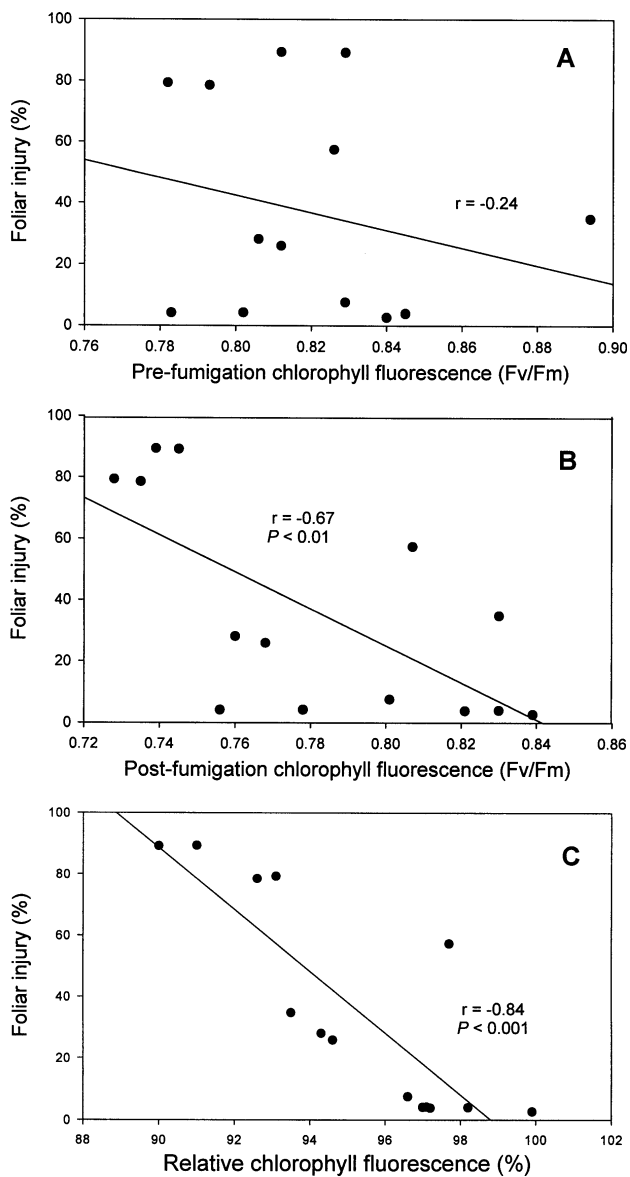 100
80
60
40
20
0
Foliar injury (%)
A
r = -0.24
0.76 0.78 0.80 0.82 0.84 0.86 0.88 0.90
Pre-fumigation chlorophyll fluorescence (Fv/Fm)
100
80
60
40
20
0
Foliar injury (%)
B
r = -0.67
P < 0.01
0.72 0.74 0.76 0.78 0.80 0.82 0.84 0.86
Post-fumigation chlorophyll fluorescence (Fv/Fm)
100
80
60
40
20
0
Foliar injury (%)
C
r = -0.84
P < 0.001
88 90 92 94 96 98 100 102
Relative chlorophyll fluorescence (%)